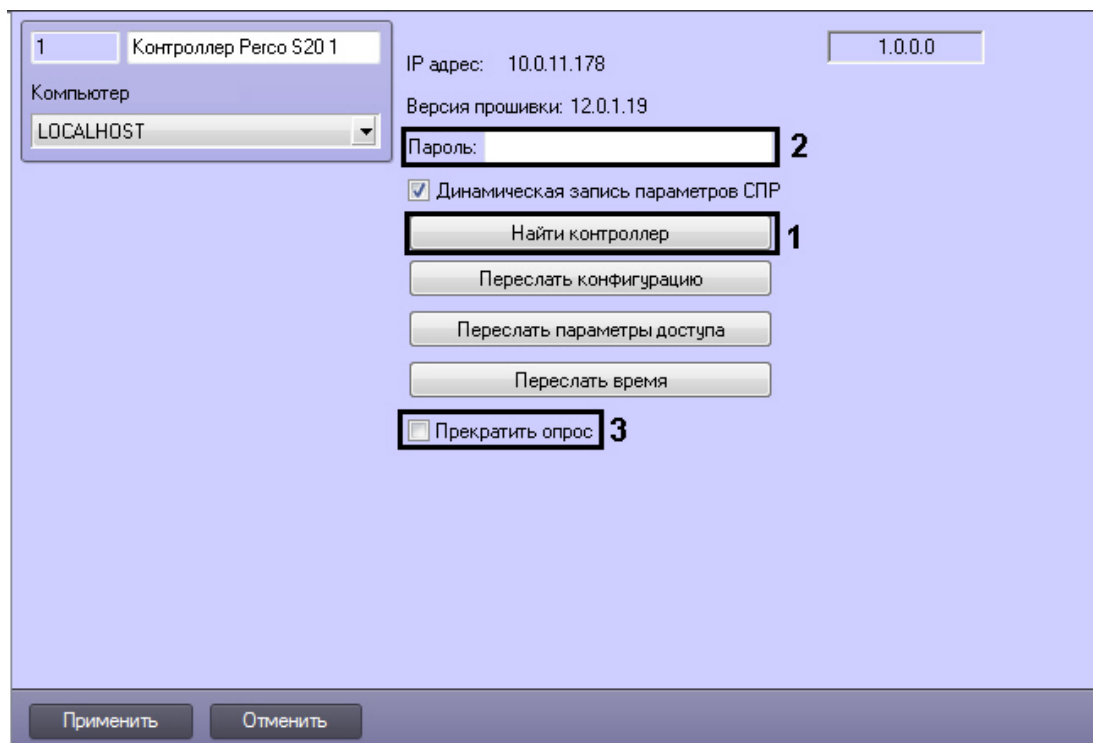 1 Контроллер Perco S20 1
Компьютер
LOCALHOST
IP адрес: 10.0.11.178
1.0.0.0
Версия прошивки: 12.0.1.19
Пароль: 2
Динамическая запись параметров СПР
Найти контроллер 1
Переслать конфигурацию
Переслать параметры доступа
Переслать время
Прекратить опрос 3
Применить Отменить